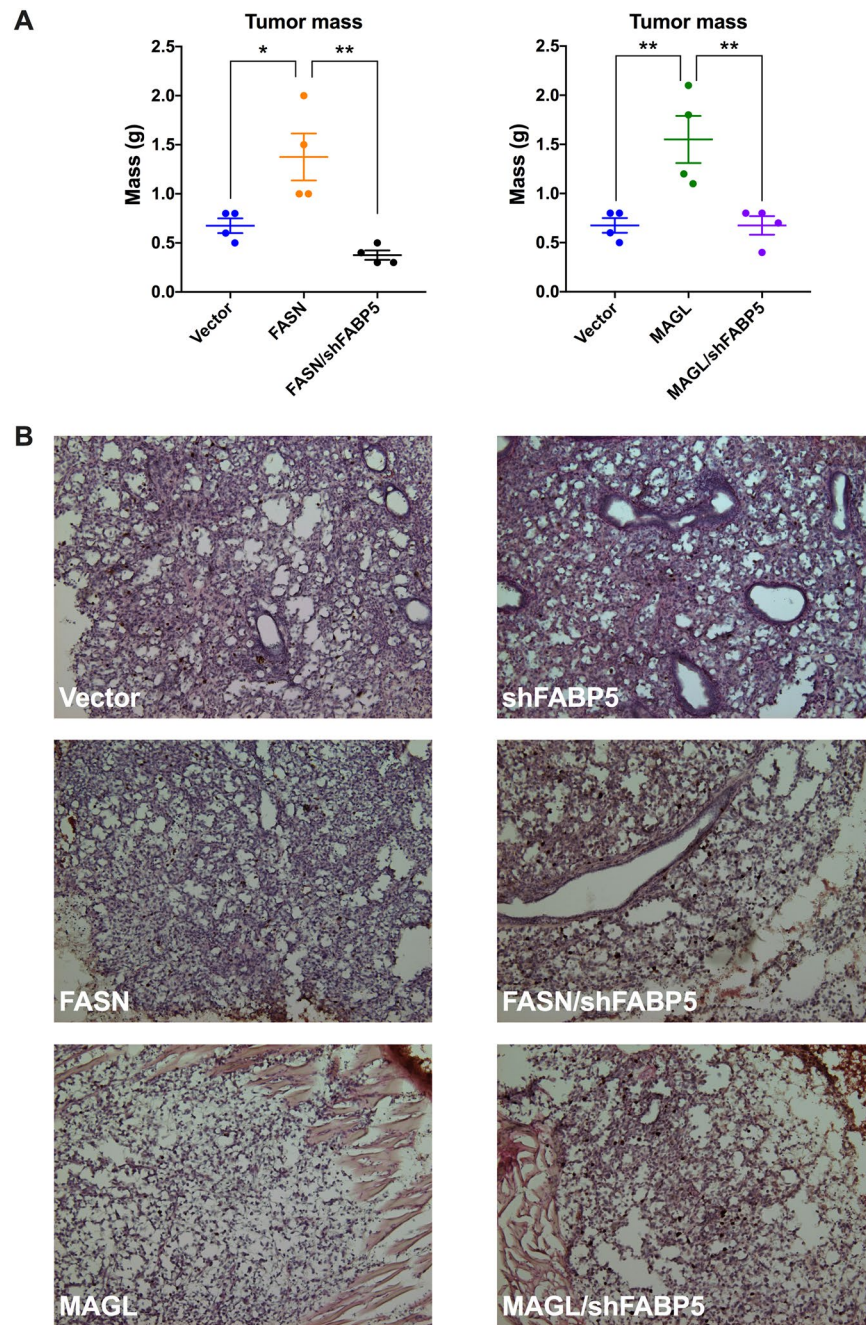 A
Tumor mass
Tumor mass
* **
** **
Mass (g)
2.5
2.0
1.5
1.0
0.5
0.0
Vector
FASN
FASN/shFABP5
Mass (g)
2.5
2.0
1.5
1.0
0.5
0.0
Vector
MAGL
MAGL/shFABP5
B
Vector
shFABP5
FASN
FASN/shFABP5
MAGL
MAGL/shFABP5